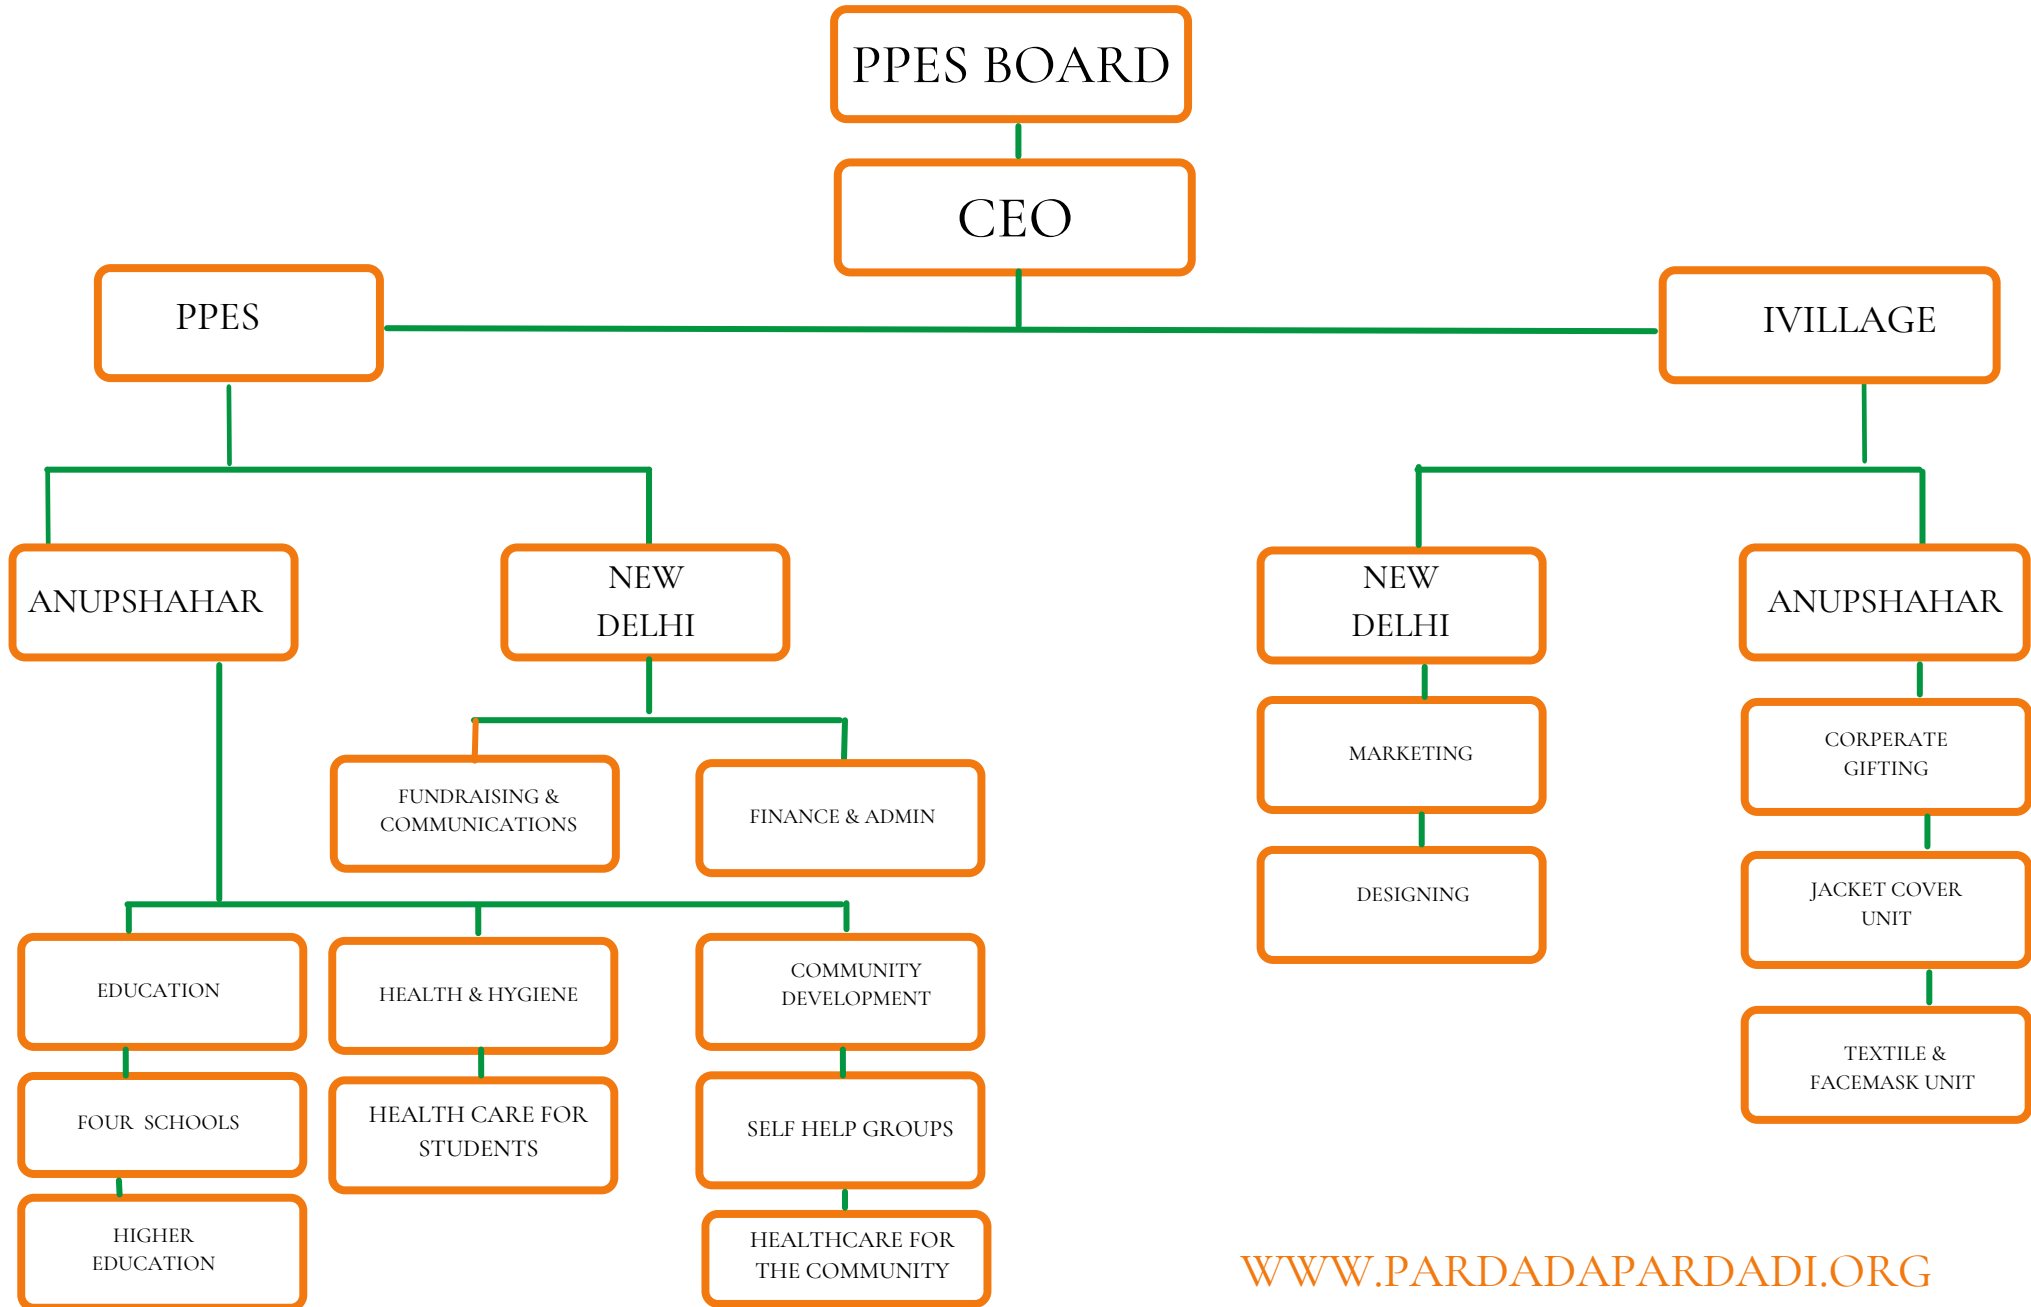 PPES BOARD
CEO
PPES
IVILLAGE
ANUPSHAHAR
NEW
DELHI
NEW
DELHI
ANUPSHAHAR
FUNDRAISING &
COMMUNICATIONS
FINANCE & ADMIN
MARKETING
DESIGNING
CORPERATE
GIFTING
JACKET COVER
UNIT
TEXTILE &
FACEMASK UNIT
EDUCATION
FOUR SCHOOLS
HIGHER
EDUCATION
HEALTH & HYGIENE
HEALTH CARE FOR
STUDENTS
COMMUNITY
DEVELOPMENT
SELF HELP GROUPS
HEALTHCARE FOR
THE COMMUNITY
WWW.PARDADAPARDADI.ORG